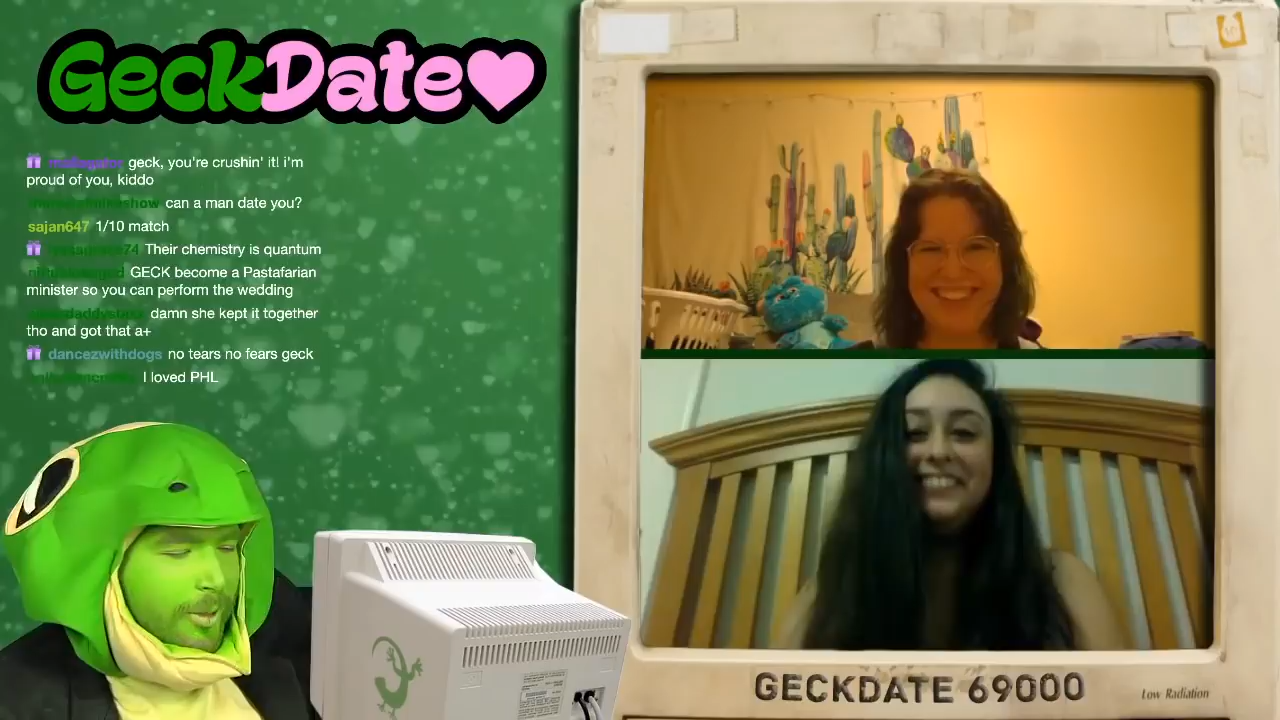 GeckDate
geck, you're crushin' it! i'm
proud of you, kiddo
can a man date you?
sajan647 1/10 match
Their chemistry is quantum
GECK become a Pastafarian
minister so you can perform the wedding
damn she kept it together
tho and got that a+
dancezwithdogs no tears no fears geck
I loved PHL
GECKDATE 69000
Low Radiation